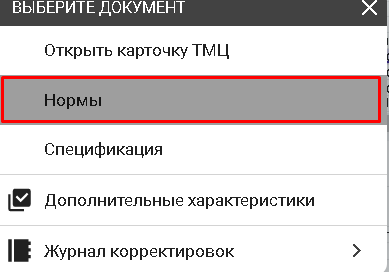 ВЫБЕРИТЕ ДОКУМЕНТ
Открыть карточку ТМЦ
Нормы
Спецификация
Дополнительные характеристики
Журнал корректировок